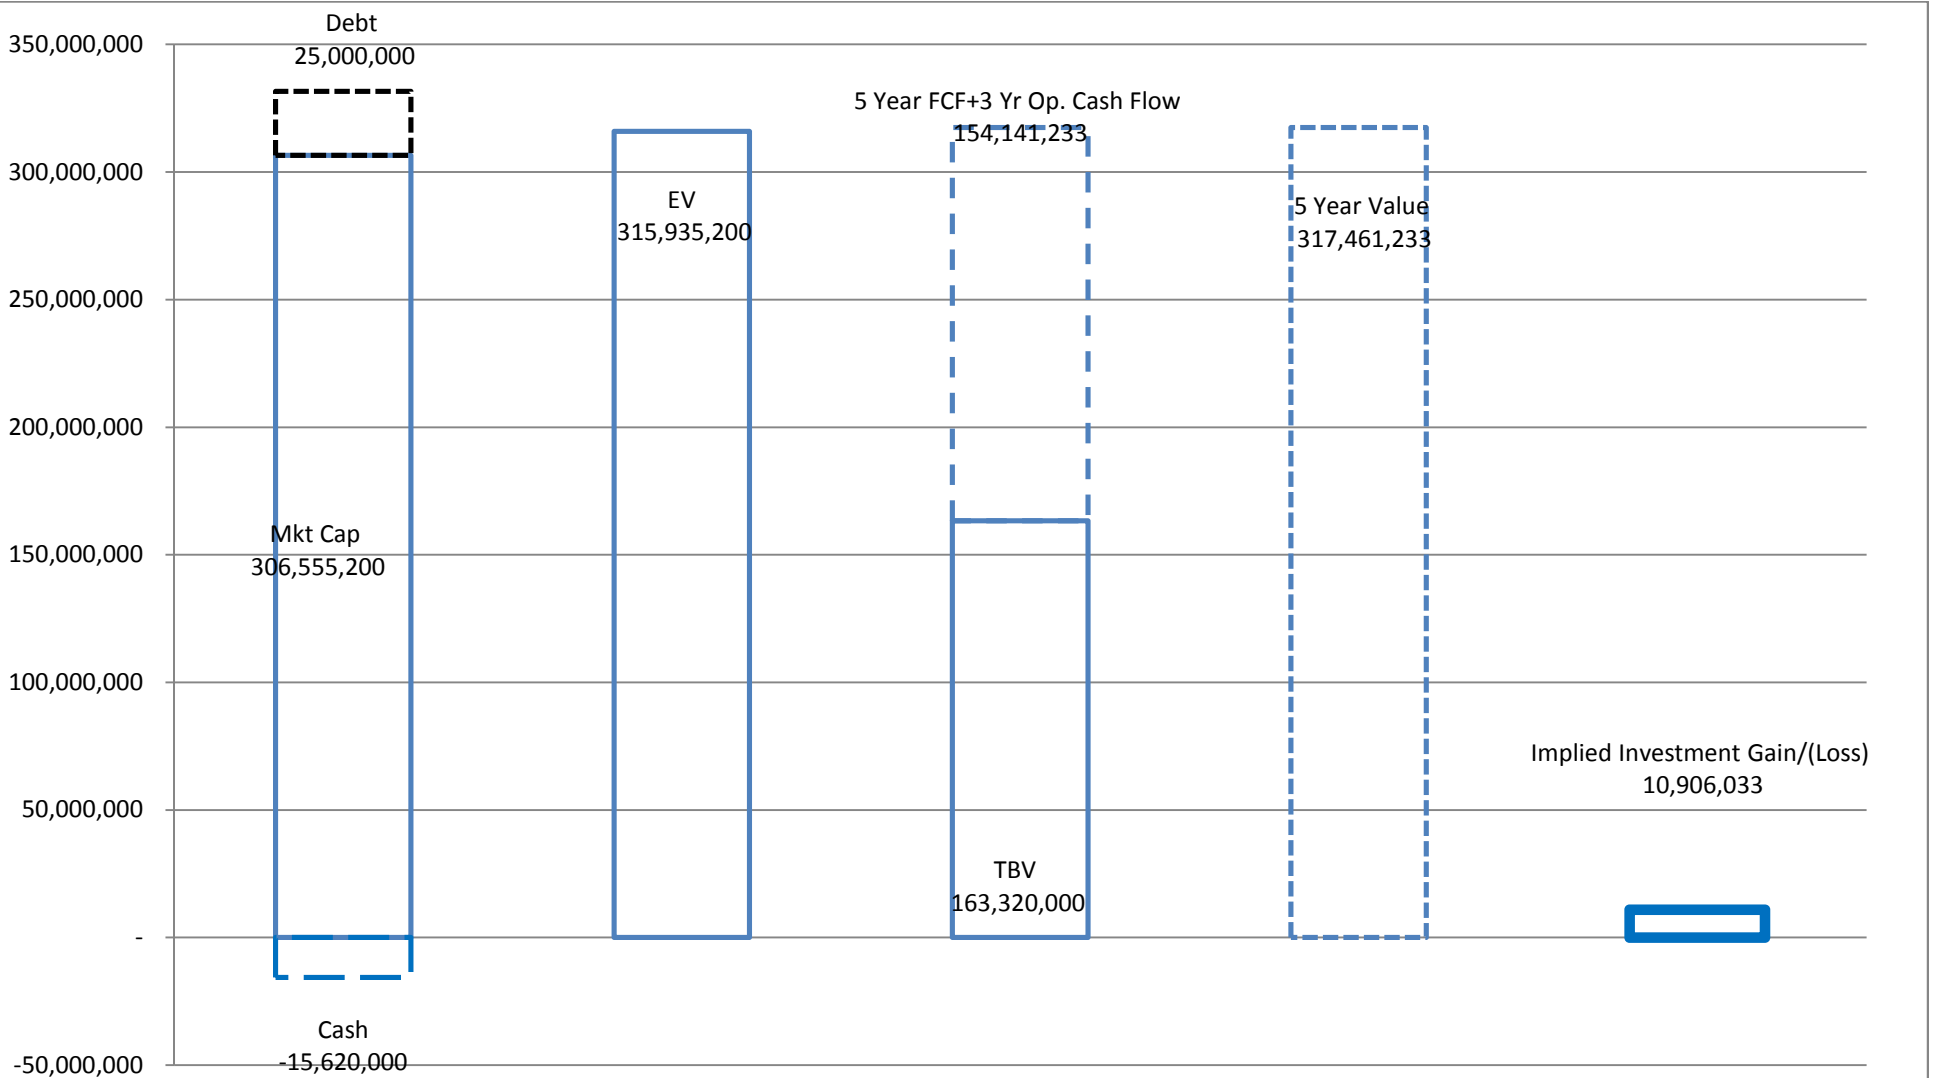 350,000,000
300,000,000
250,000,000
200,000,000
150,000,000
100,000,000
50,000,000
-
-50,000,000
Debt
25,000,000
Mkt Cap
306,555,200
Cash
-15,620,000
EV
315,935,200
5 Year FCF+3 Yr Op. Cash Flow
154,141,233
TBV
163,320,000
5 Year Value
317,461,233
Implied Investment Gain/(Loss)
10,906,033